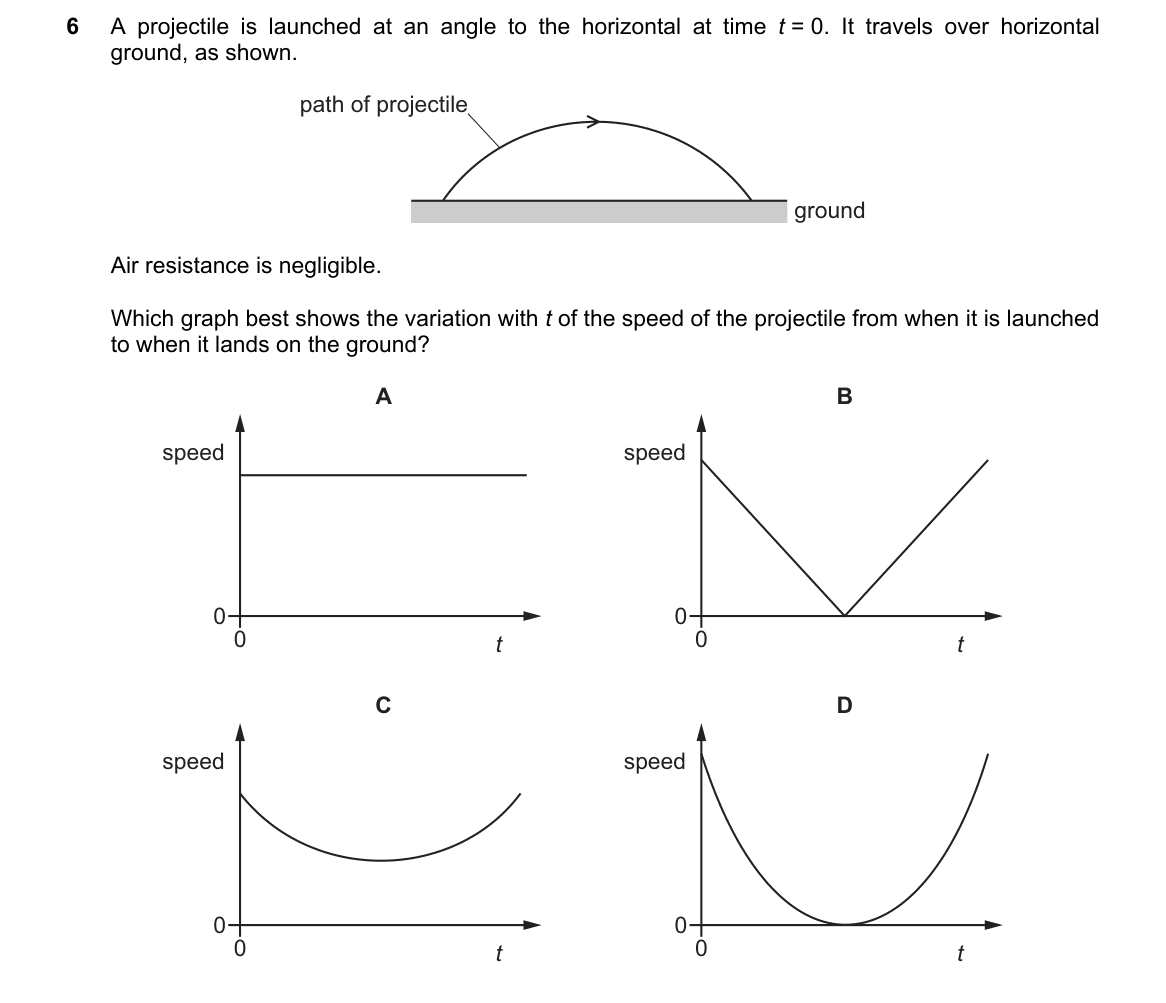 6 A projectile is launched at an angle to the horizontal at time t = 0. It travels over horizontal
ground, as shown.
path of projectile
ground
Air resistance is negligible.
Which graph best shows the variation with t of the speed of the projectile from when it is launched
to when it lands on the ground?
A
speed
0
0
t
B
speed
0
0
t
C
speed
0
0
t
D
speed
0
0
t